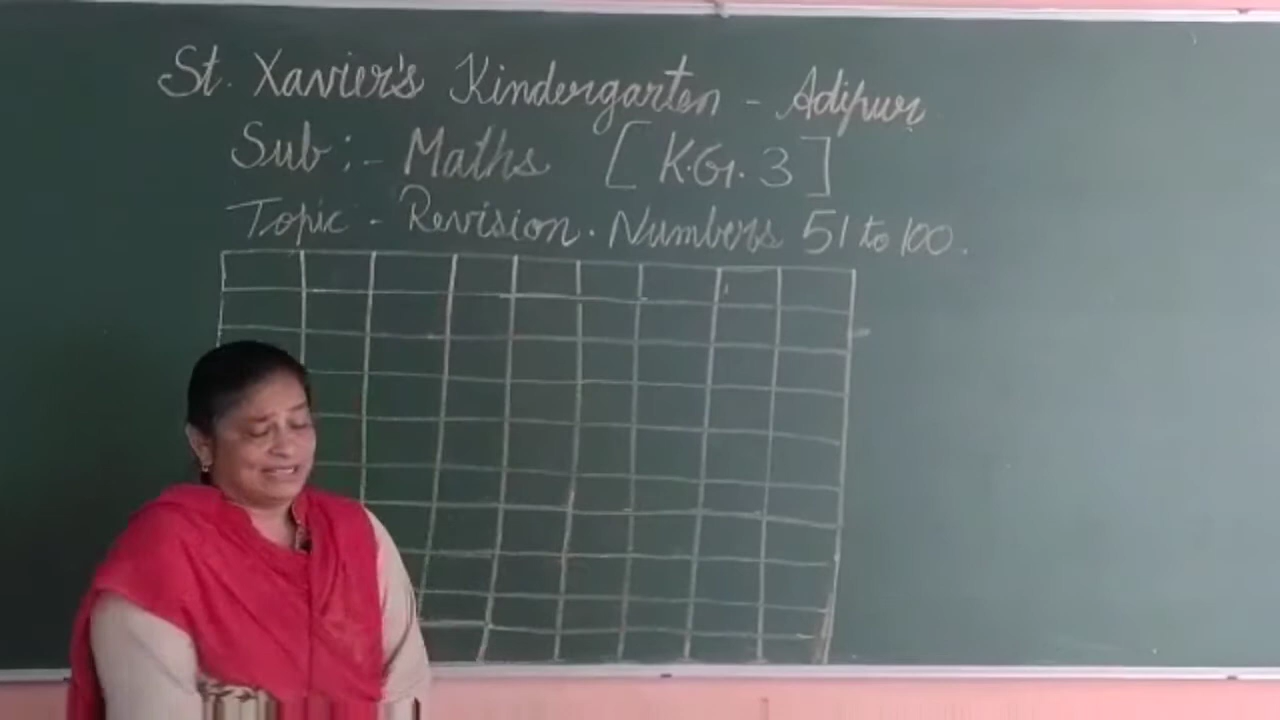 St. Xavier's Kindergarten - Adipur
Sub :- Maths [ K.G. 3 ]
Topic - Revision. Numbers 51 to 100.